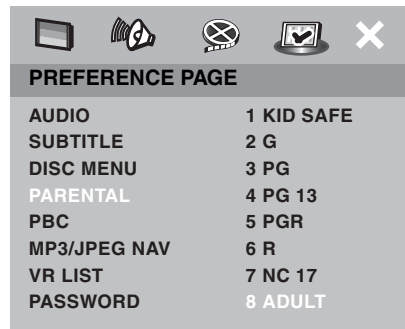 PREFERENCE PAGE
AUDIO 1 KID SAFE
SUBTITLE 2 G
DISC MENU 3 PG
PARENTAL 4 PG 13
PBC 5 PGR
MP3/JPEG NAV 6 R
VR LIST 7 NC 17
PASSWORD 8 ADULT